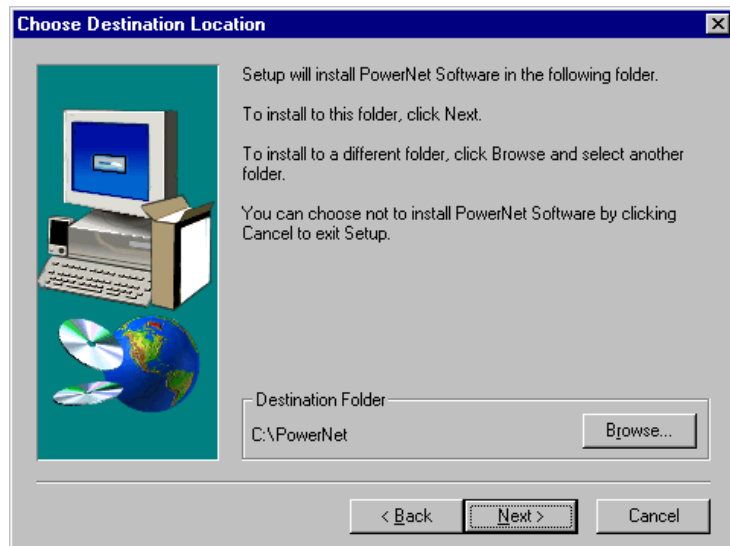 Choose Destination Location
Setup will install PowerNet Software in the following folder.
To install to this folder, click Next.
To install to a different folder, click Browse and select another
folder.
You can choose not to install PowerNet Software by clicking
Cancel to exit Setup.
Destination Folder
C:\PowerNet
Browse...
< Back
Next >
Cancel